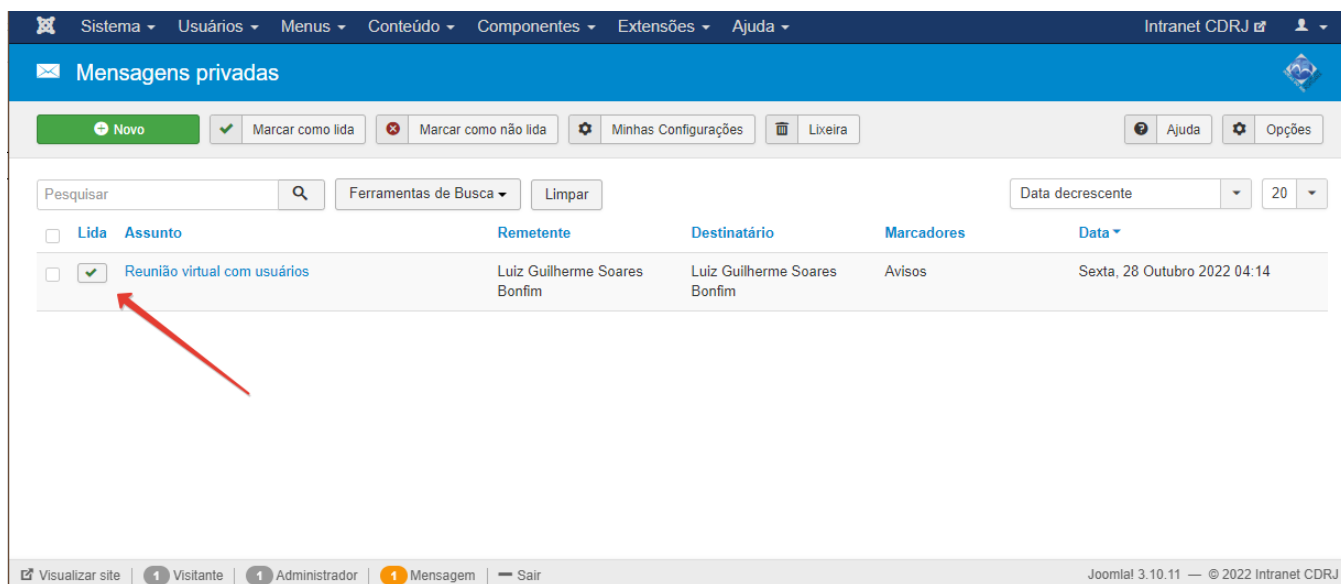 Sistema Usuários Menus Conteúdo Componentes Extensões Ajuda Intranet CDRJ
Mensagens privadas
Novo Marcar como lida Marcar como não lida Minhas Configurações Lixeira Ajuda Opções
Pesquisar Ferramentas de Busca Limpar Data decrescente 20
Lida Assunto Remetente Destinatário Marcadores Data
Reunião virtual com usuários Luiz Guilherme Soares Luiz Guilherme Soares Avisos Sexta, 28 Outubro 2022 04:14
Bonfim Bonfim
Visualizar site 1 Visitante 1 Administrador 1 Mensagem Sair Joomla! 3.10.11 — © 2022 Intranet CDRJ